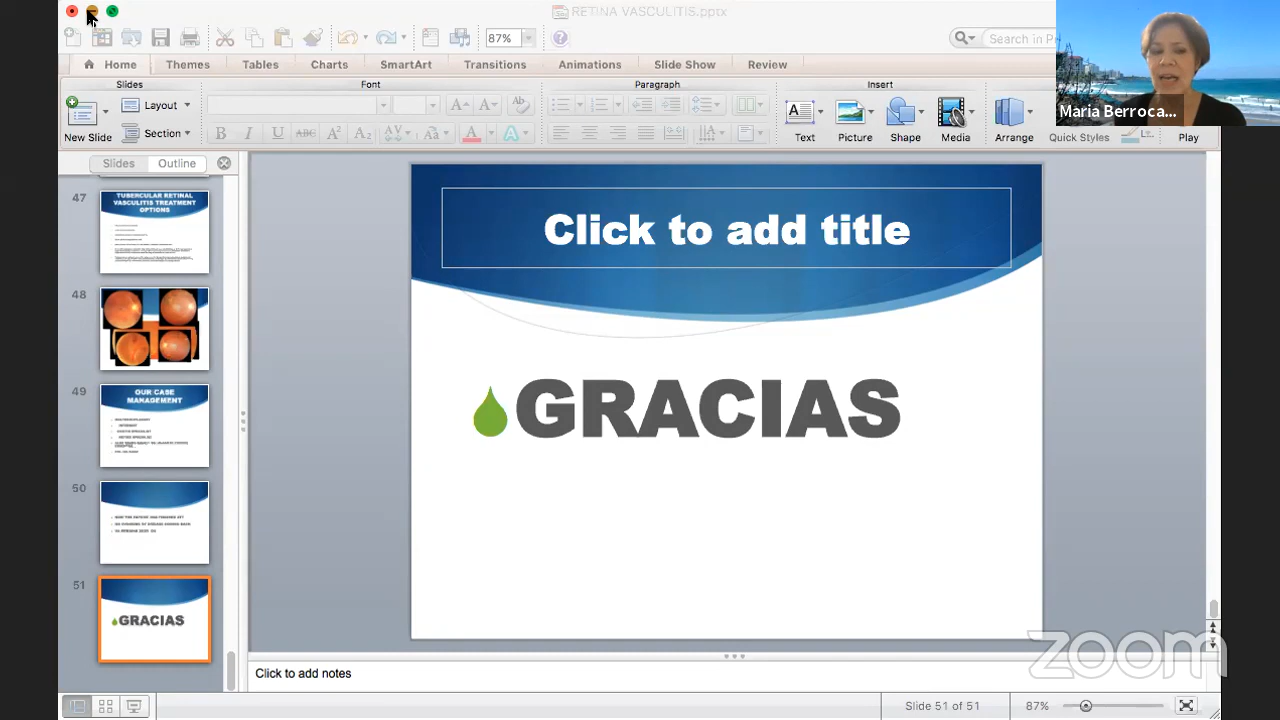 RETINA VASCULITIS.pptx
87%
Search in P
Home
Themes
Tables
Charts
SmartArt
Transitions
Animations
Slide Show
Review
Slides
Font
Paragraph
Insert
Layout
Section
New Slide
Text
Picture
Shape
Media
Arrange
Quick Styles
Play
Maria Berroca...
Slides
Outline
47
TUBERCULAR RETINAL
VASCULITIS TREATMENT
OPTIONS
48
49
OUR CASE
MANAGEMENT
50
51
GRACIAS
Click to add title
GRACIAS
Click to add notes
zoom
Slide 51 of 51
87%